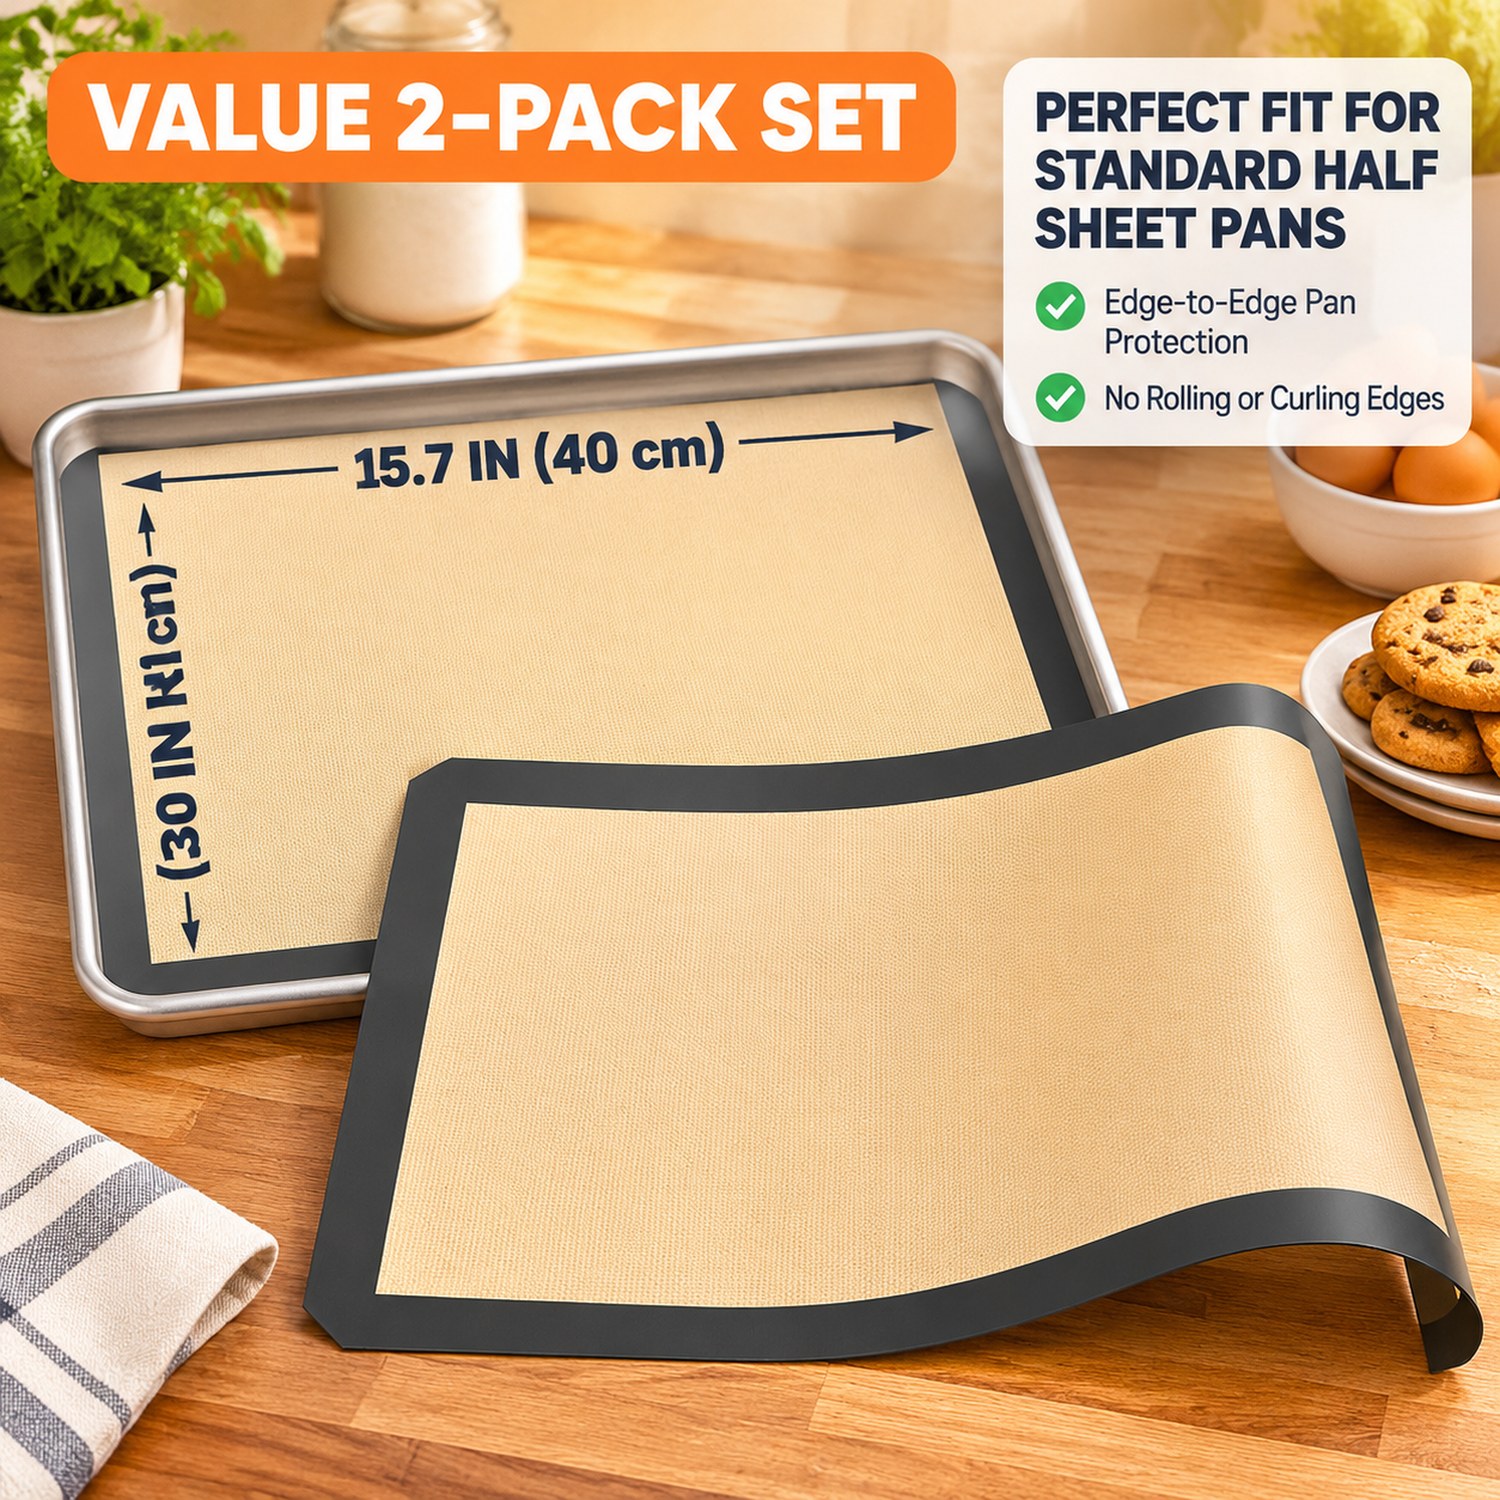 VALUE 2-PACK SET
PERFECT FIT FOR
STANDARD HALF
SHEET PANS
Edge-to-Edge Pan
Protection
No Rolling or Curling Edges
15.7 IN (40 cm)
(30 IN cm)